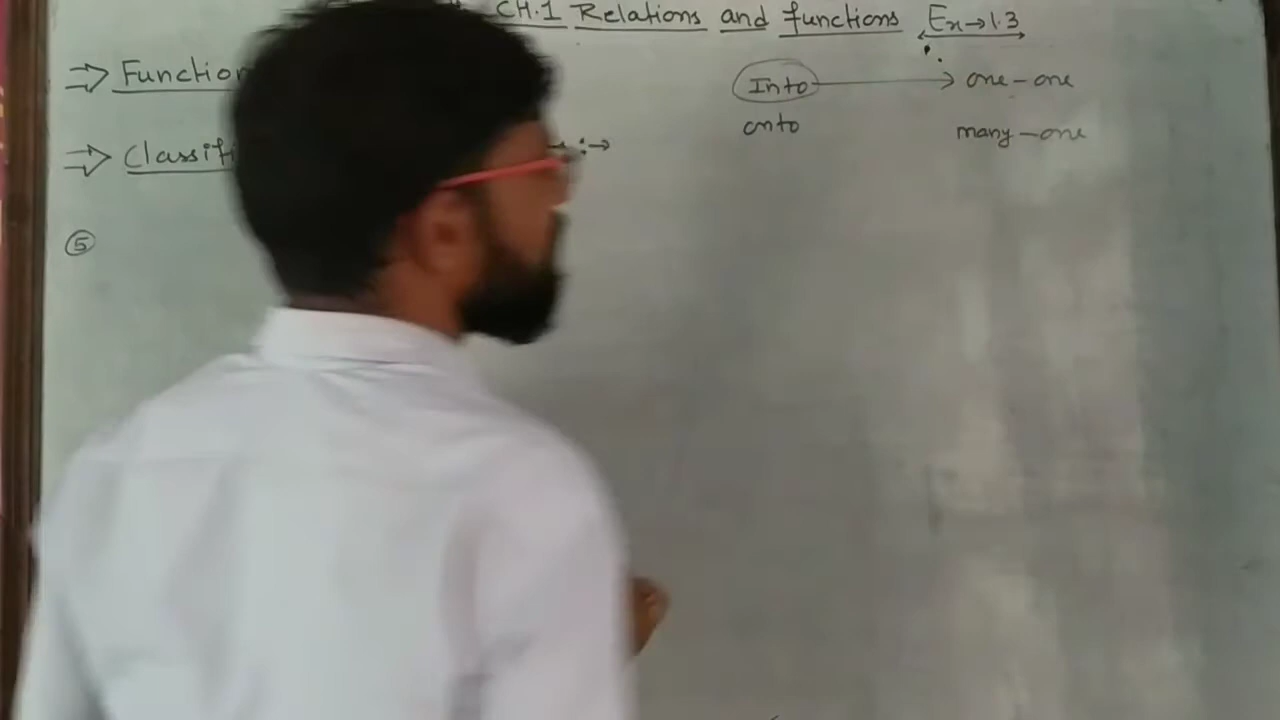 CH.1 Relations and functions Ex→1.3
⇒ Function
Into → one-one
onto many-one
⇒ Classifi :→
⑤